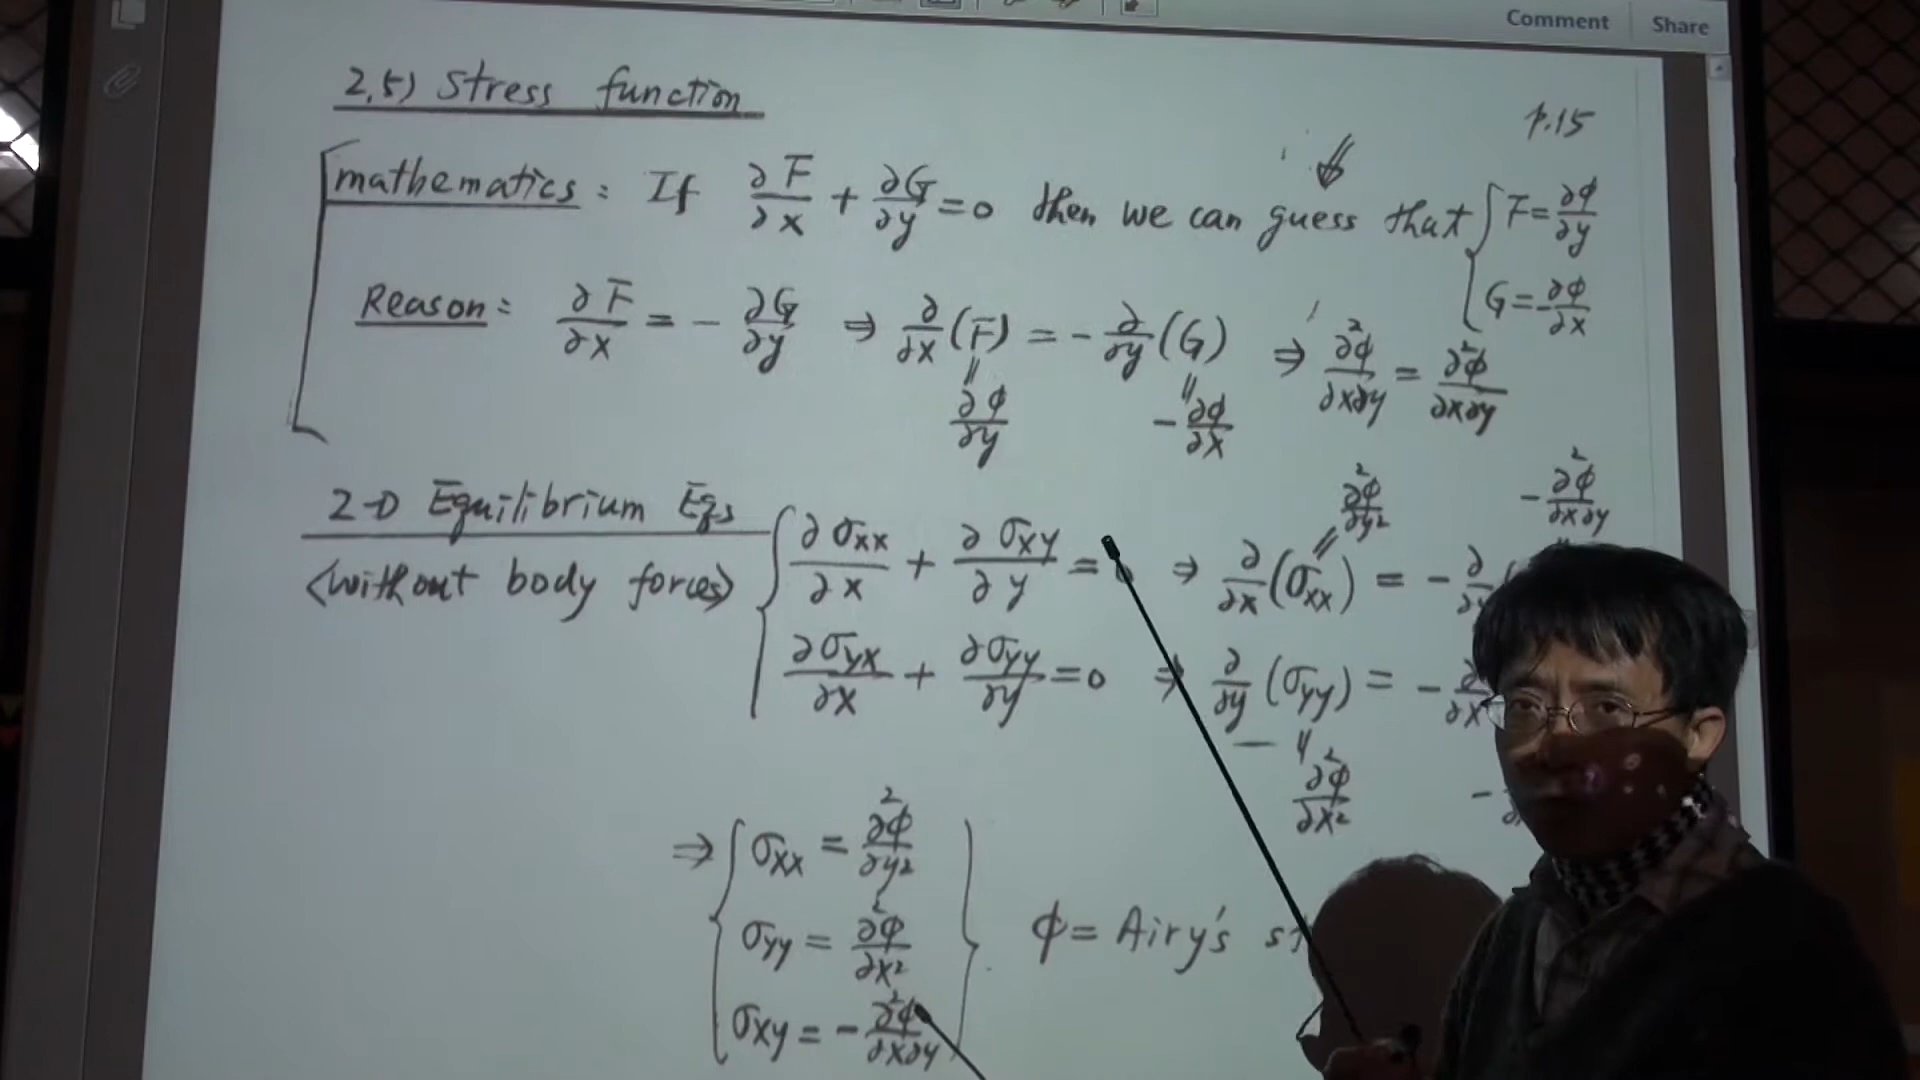 Comment Share
2.5) Stress function
p.15
mathematics: If ∂F/∂x + ∂G/∂y = 0 then we can guess that { F = ∂φ/∂y
G = -∂φ/∂x
Reason: ∂F/∂x = - ∂G/∂y ⇒ ∂/∂x (F) = - ∂/∂y (G) ⇒ ∂²φ/∂x∂y = ∂²φ/∂x∂y
∂φ/∂y -∂φ/∂x
∂²φ/∂y² -∂²φ/∂x∂y
2-D Equilibrium Eqs { ∂σxx/∂x + ∂σxy/∂y = 0 ⇒ ∂/∂x (σxx) = - ∂/∂y (
<without body forces> ∂σyx/∂x + ∂σyy/∂y = 0 ⇒ ∂/∂y (σyy) = - ∂/∂x
∂²φ/∂x² -
⇒ { σxx = ∂²φ/∂y²
σyy = ∂²φ/∂x² } φ = Airy's
σxy = - ∂²φ/∂x∂y